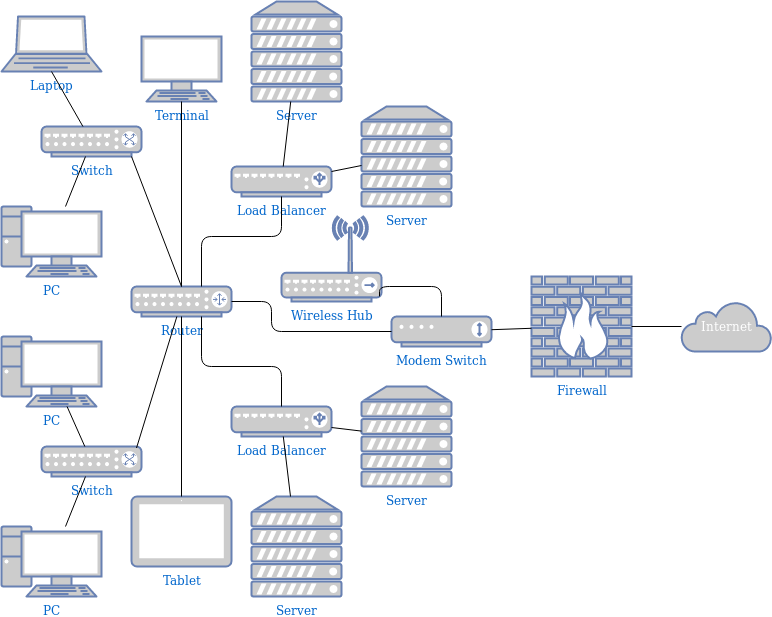 Laptop
Terminal
Server
Switch
Load Balancer
Server
PC
Wireless Hub
Router
Internet
Modem Switch
Firewall
PC
Load Balancer
Switch
Server
Tablet
PC
Server